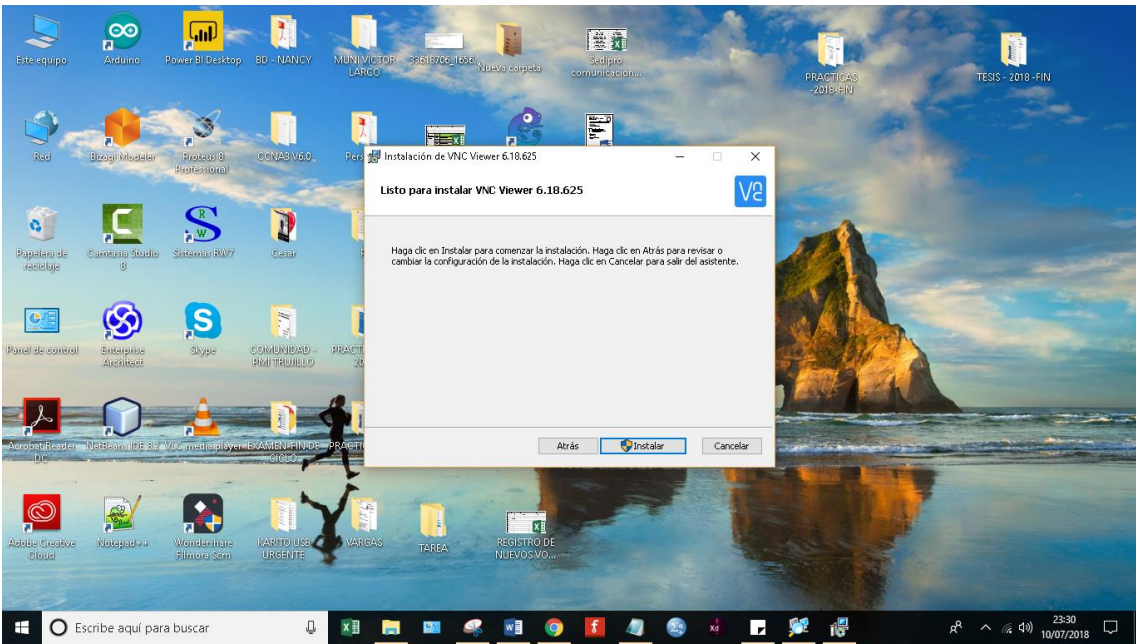 Este equipo
Arduino
Power BI Desktop
BD - NANCY
MUNI VICTOR
LARCO
33618706_1656...
Nueva carpeta
Sedipro
comunicacion...
PRACTICAS
-2018-FIN
TESIS - 2018 -FIN
Red
Bizagi Modeler
Proteus 8
Professional
CCNA3 V6.0
Pers
Instalación de VNC Viewer 6.18.625
Listo para instalar VNC Viewer 6.18.625
Haga clic en Instalar para comenzar la instalación. Haga clic en Atrás para revisar o
cambiar la configuración de la instalación. Haga clic en Cancelar para salir del asistente.
Atrás
Instalar
Cancelar
Papelera de
reciclaje
Camtasia Studio
8
Sistemas RW7
Cesar
Panel de control
Enterprise
Architect
Skype
COMUNIDAD -
PMI TRUJILLO
PRACT
20
Acrobat Reader
DC
NetBeans IDE 8.2
VLC media player
EXAMEN-FIN DE
CICLO
PRACTI
Adobe Creative
Cloud
Notepad++
Wondershare
Filmora Scrn
KARITO USB
URGENTE
VARGAS
TAREA
REGISTRO DE
NUEVOS VO...
Escribe aquí para buscar
23:30
10/07/2018